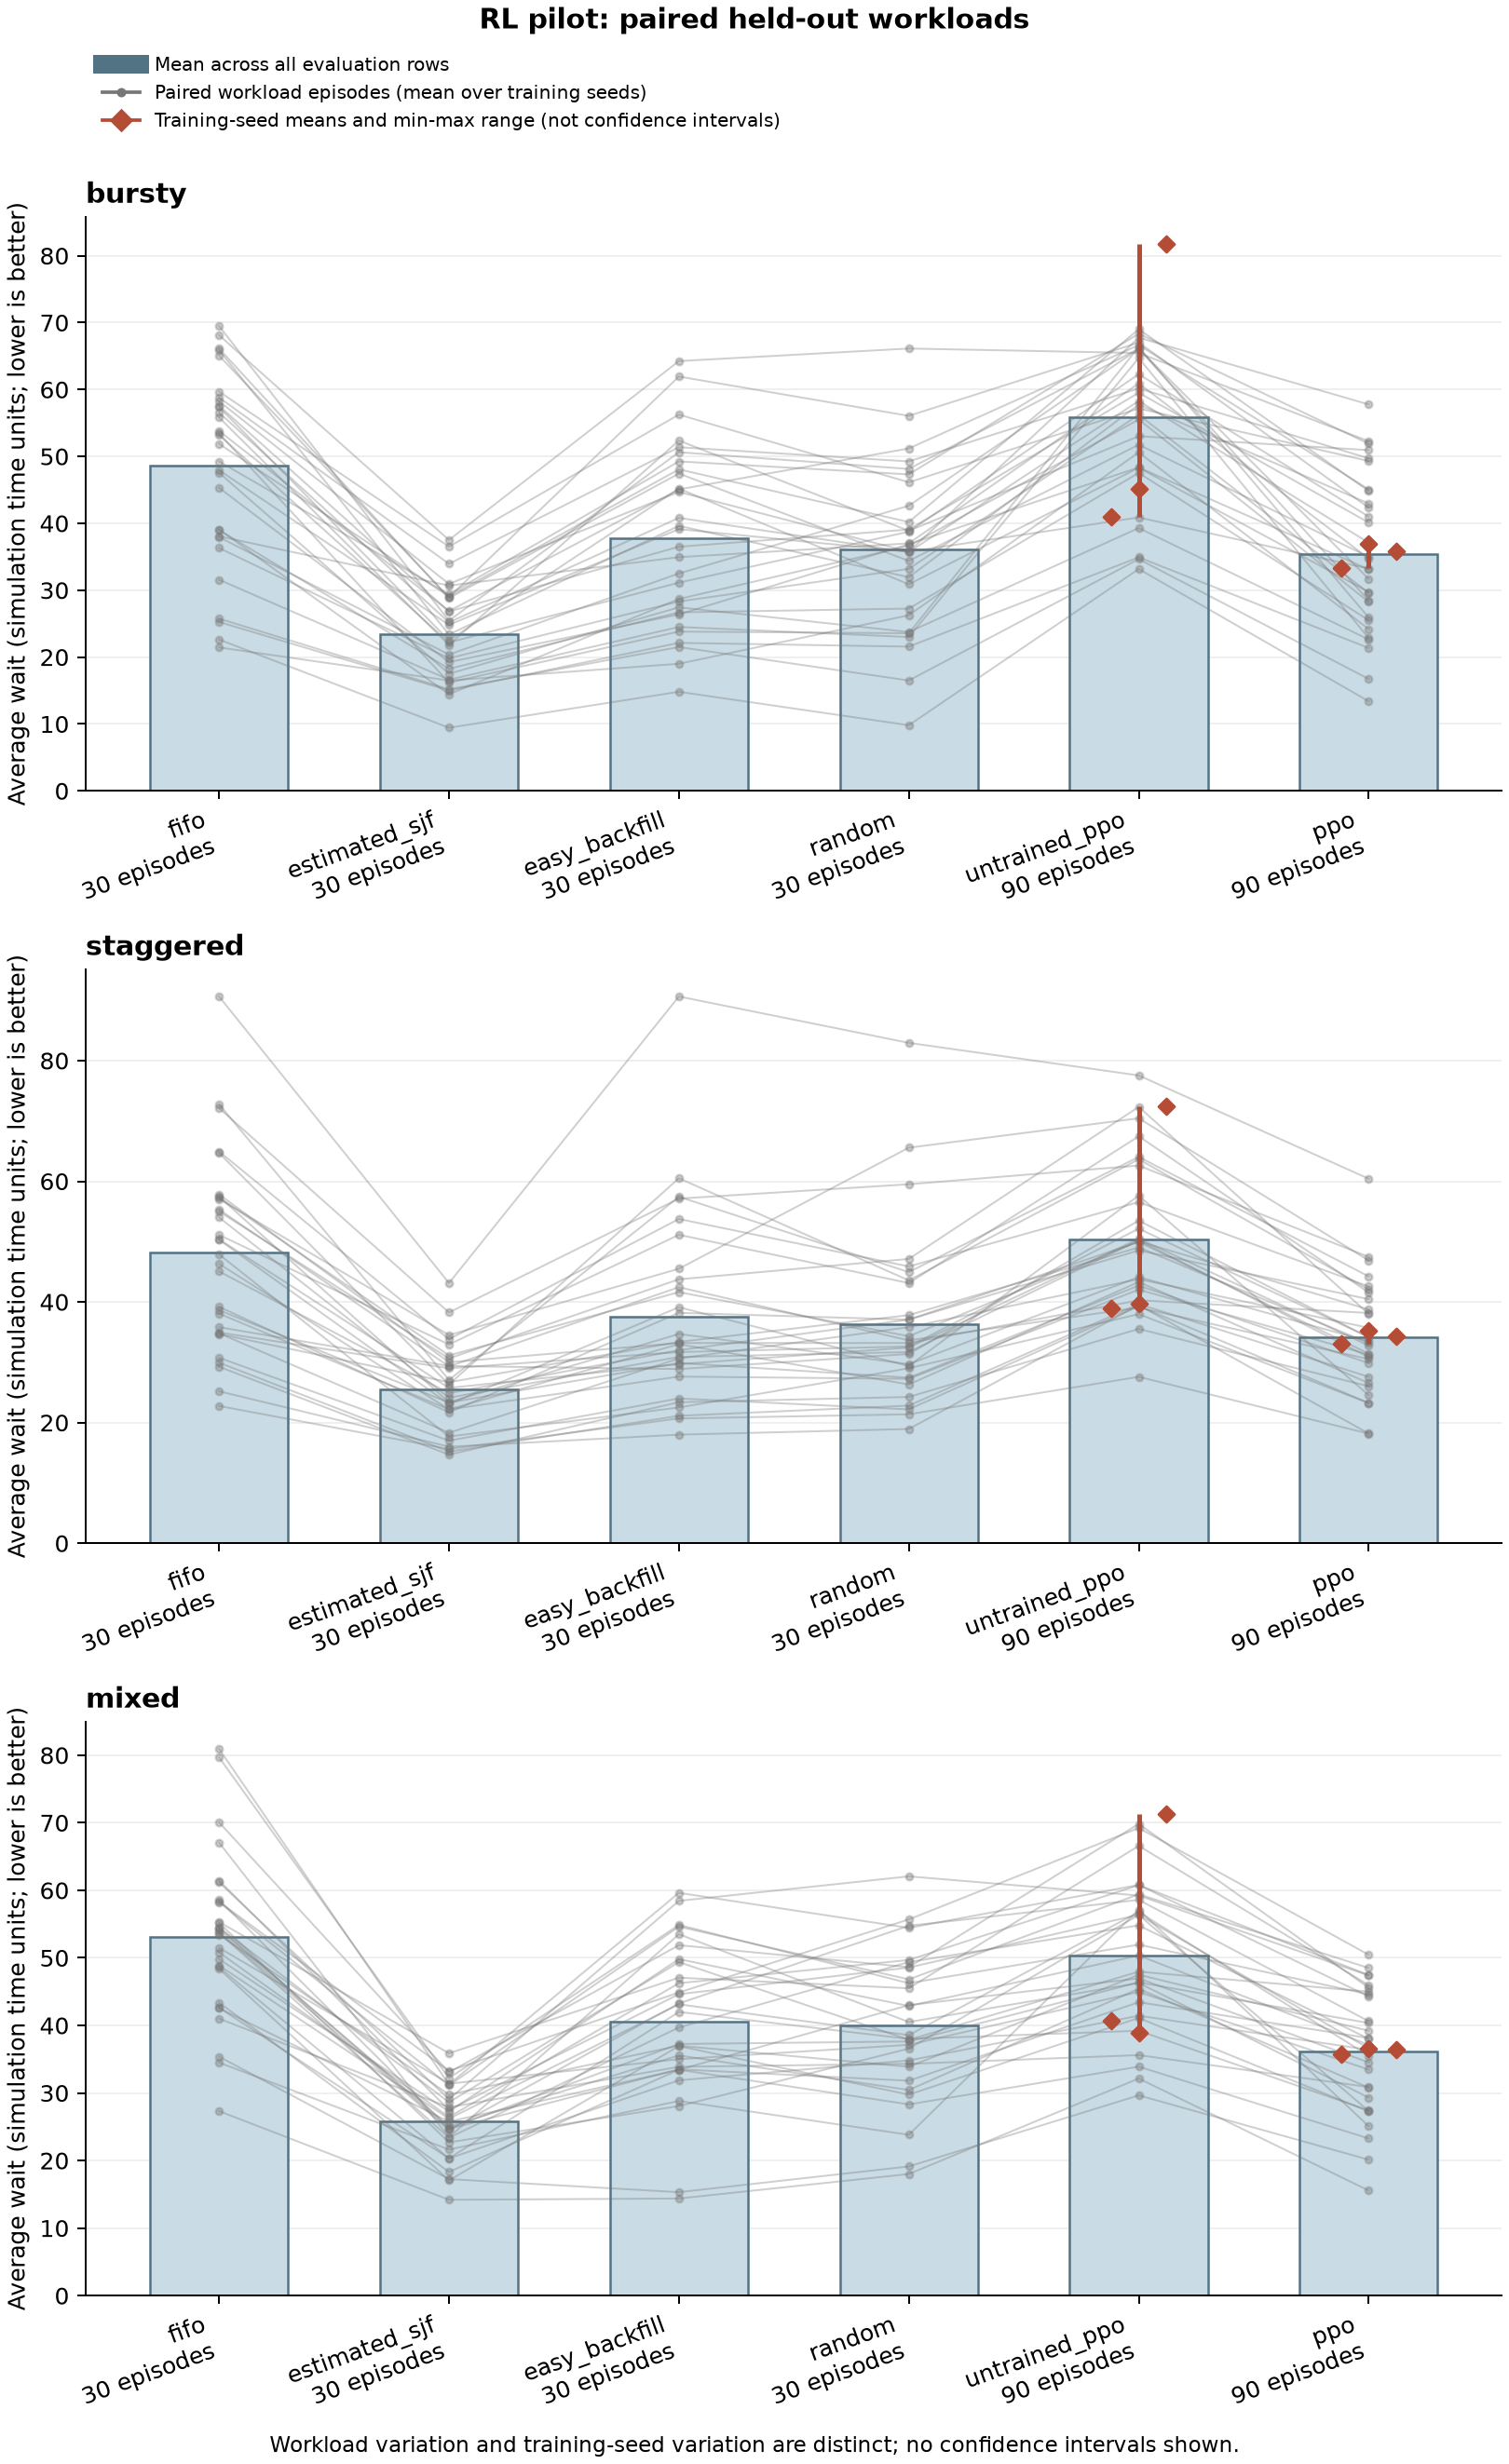 RL pilot: paired held-out workloads
Mean across all evaluation rows
Paired workload episodes (mean over training seeds)
Training-seed means and min-max range (not confidence intervals)
bursty
Average wait (simulation time units; lower is better)
80
70
60
50
40
30
20
10
0
fifo
30 episodes
estimated_sjf
30 episodes
easy_backfill
30 episodes
random
30 episodes
untrained_ppo
90 episodes
ppo
90 episodes
staggered
Average wait (simulation time units; lower is better)
80
60
40
20
0
fifo
30 episodes
estimated_sjf
30 episodes
easy_backfill
30 episodes
random
30 episodes
untrained_ppo
90 episodes
ppo
90 episodes
mixed
Average wait (simulation time units; lower is better)
80
70
60
50
40
30
20
10
0
fifo
30 episodes
estimated_sjf
30 episodes
easy_backfill
30 episodes
random
30 episodes
untrained_ppo
90 episodes
ppo
90 episodes
Workload variation and training-seed variation are distinct; no confidence intervals shown.